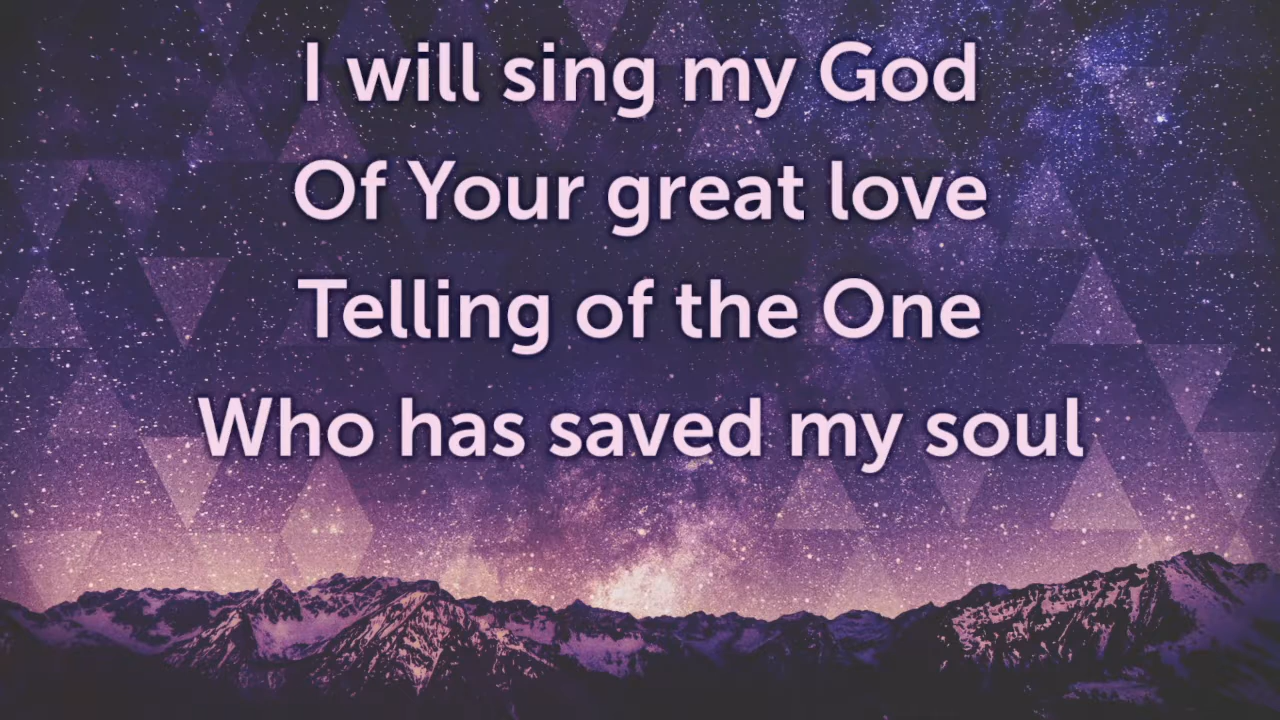 I will sing my God
Of Your great love
Telling of the One
Who has saved my soul